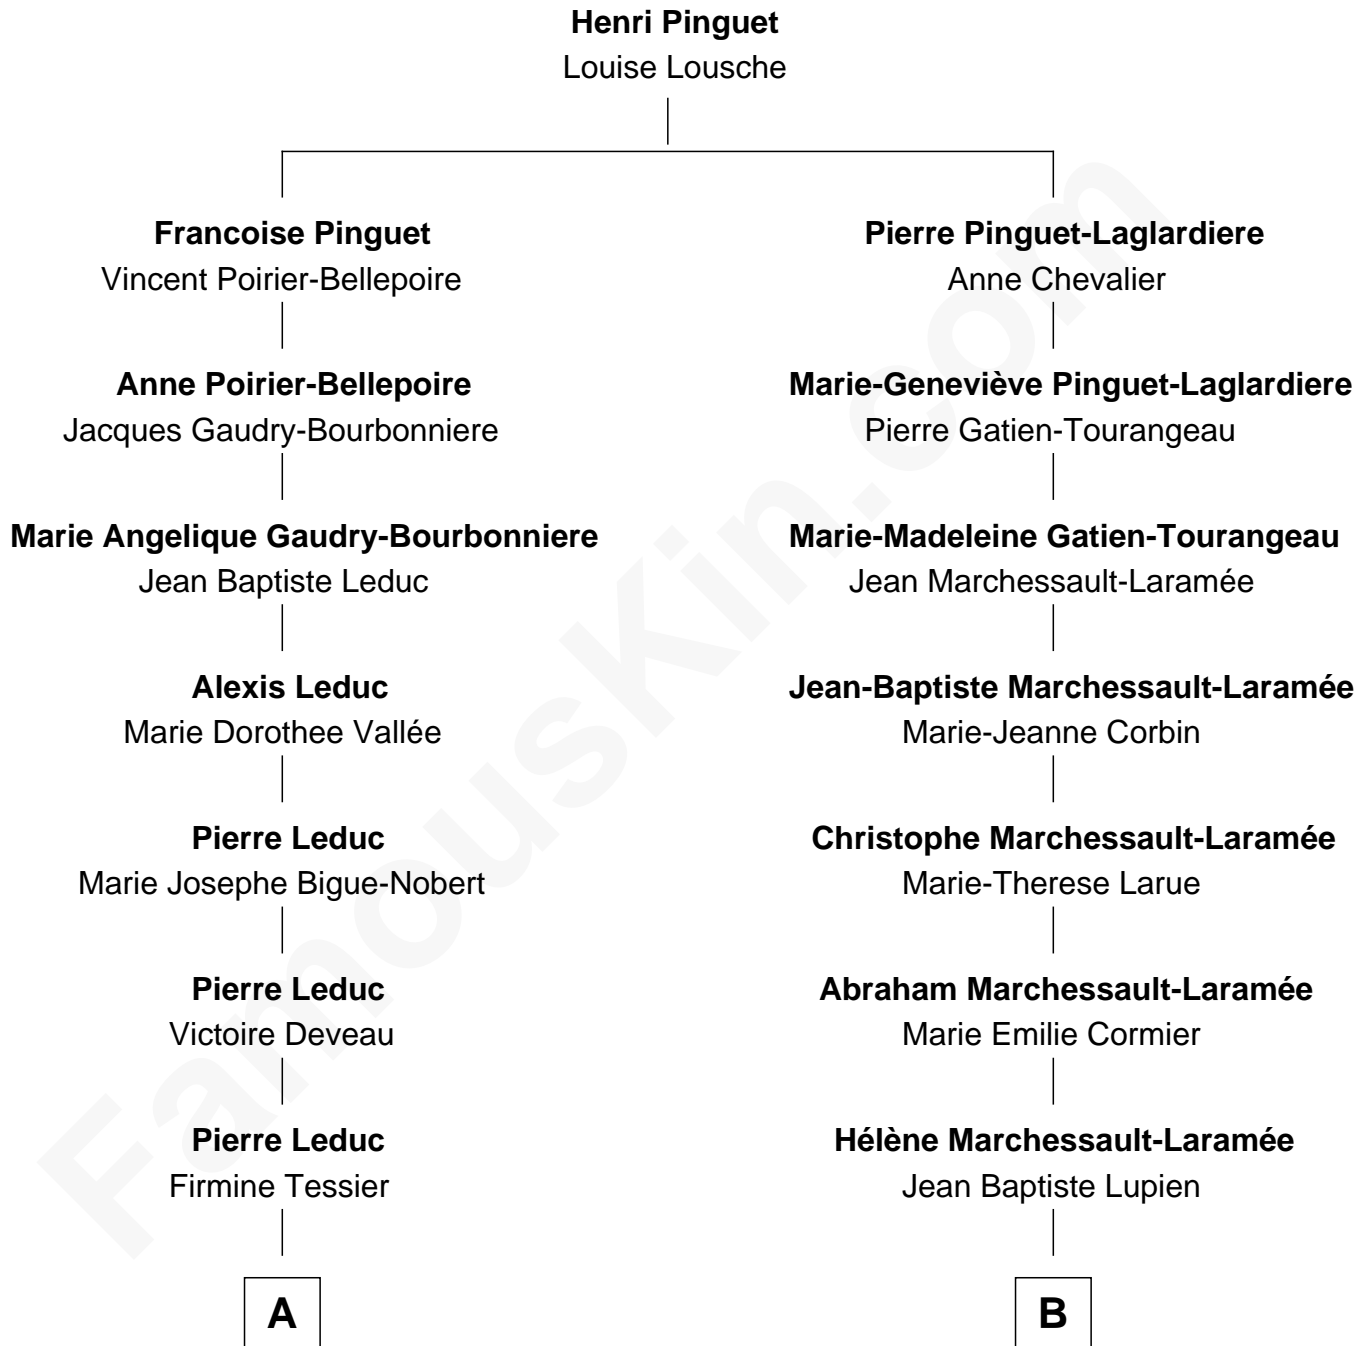 Henri Pinguet
Louise Lousche
Francoise Pinguet
Vincent Poirier-Bellepoire
Pierre Pinguet-Laglardiere
Anne Chevalier
Anne Poirier-Bellepoire
Jacques Gaudry-Bourbonniere
Marie-Geneviève Pinguet-Laglardiere
Pierre Gatien-Tourangeau
Marie Angelique Gaudry-Bourbonniere
Jean Baptiste Leduc
Marie-Madeleine Gatien-Tourangeau
Jean Marchessault-Laramée
Alexis Leduc
Marie Dorothee Vallée
Jean-Baptiste Marchessault-Laramée
Marie-Jeanne Corbin
Pierre Leduc
Marie Josephe Bigue-Nobert
Christophe Marchessault-Laramée
Marie-Therese Larue
Pierre Leduc
Victoire Deveau
Abraham Marchessault-Laramée
Marie Emilie Cormier
Pierre Leduc
Firmine Tessier
Hélène Marchessault-Laramée
Jean Baptiste Lupien
A
B
FamousKin.com